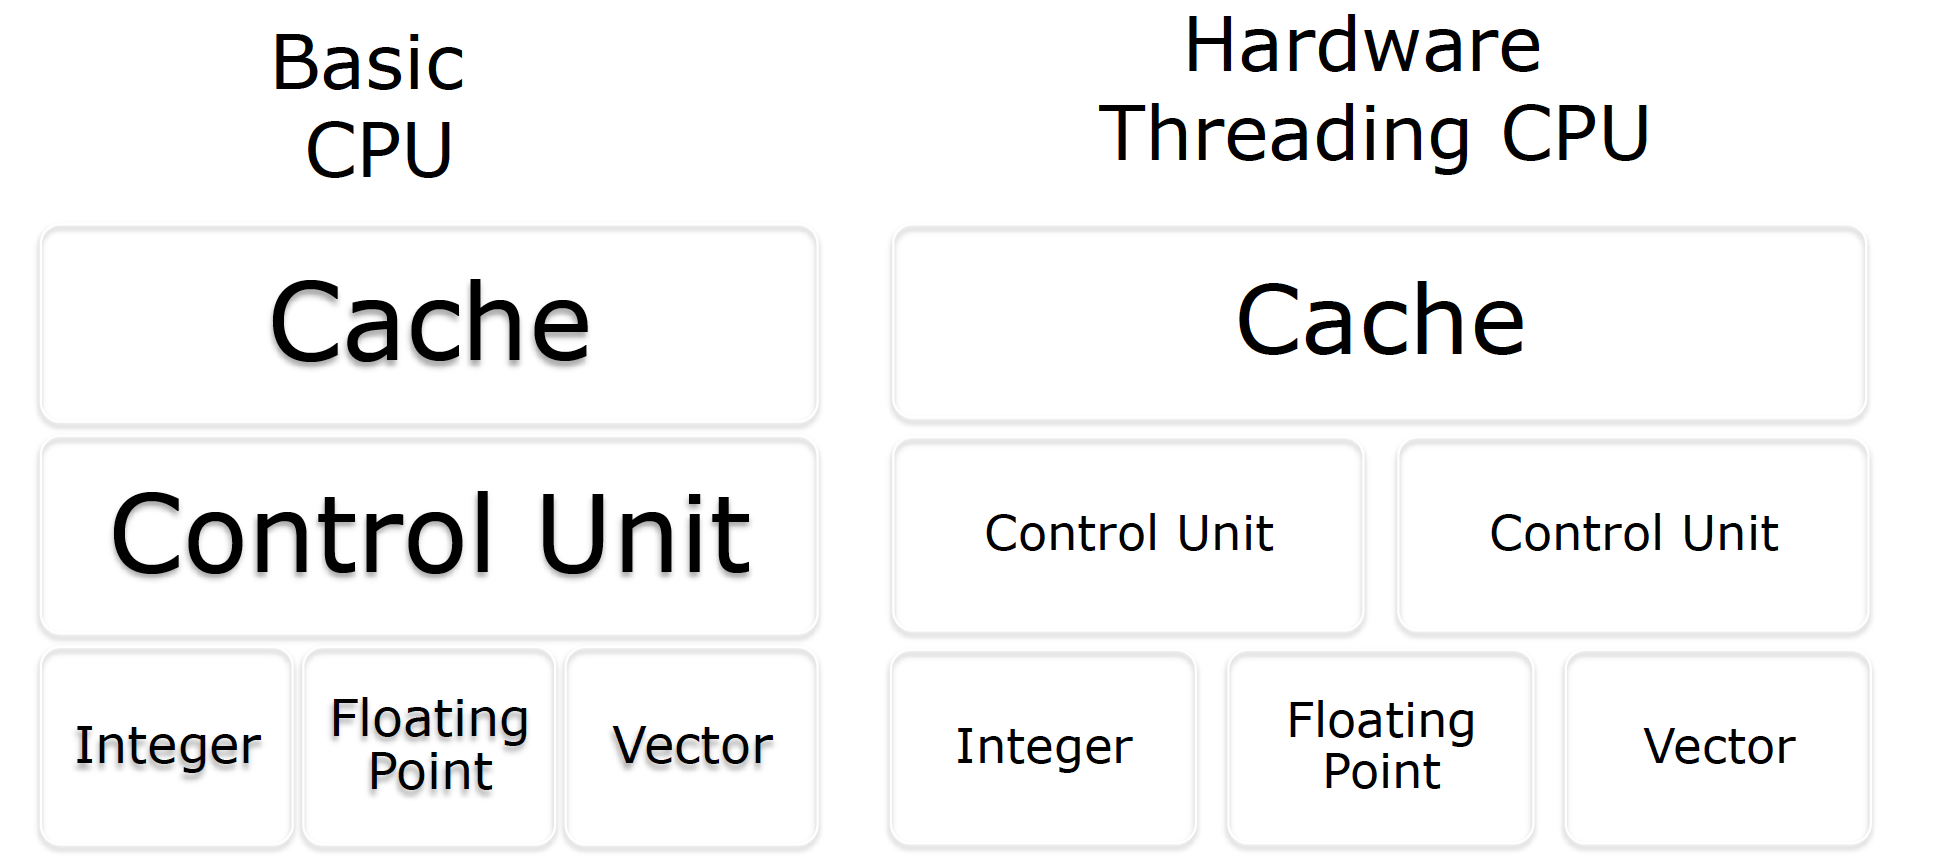 Basic
CPU
Cache
Control Unit
Integer
Floating
Point
Vector
Hardware
Threading CPU
Cache
Control Unit
Control Unit
Integer
Floating
Point
Vector